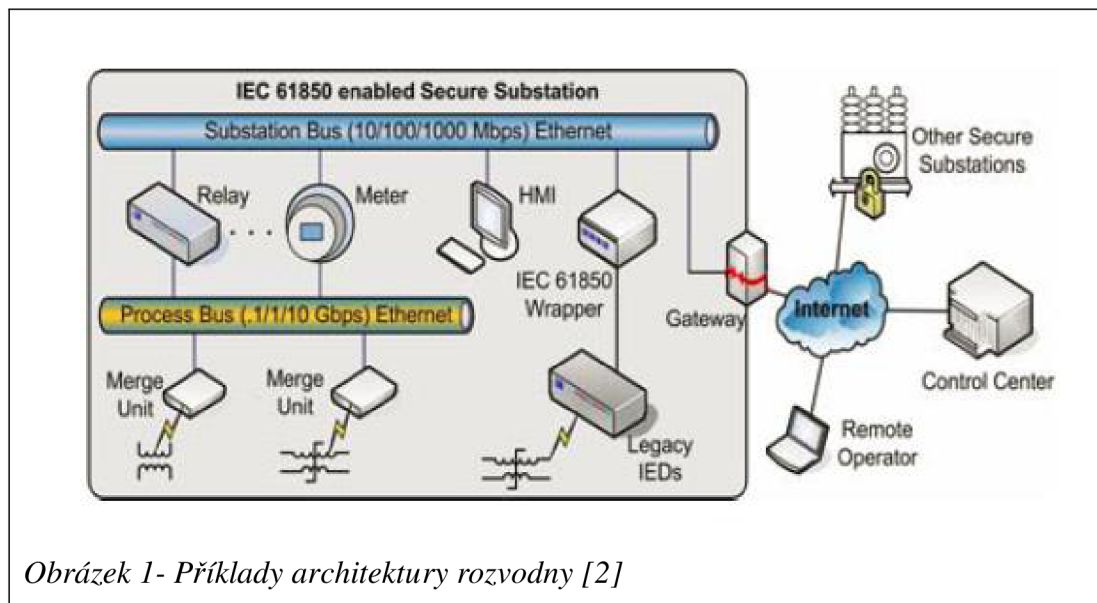 IEC 61850 enabled Secure Substation
Substation Bus (10/100/1000 Mbps) Ethernet
Other Secure
Substations
Relay
Meter
HMI
IEC 61850
Wrapper
Gateway
Internet
Process Bus (.1/1/10 Gbps) Ethernet
Control Center
Merge
Unit
Merge
Unit
Legacy
IEDs
Remote
Operator
Obrázek 1- Příklady architektury rozvodny [2]